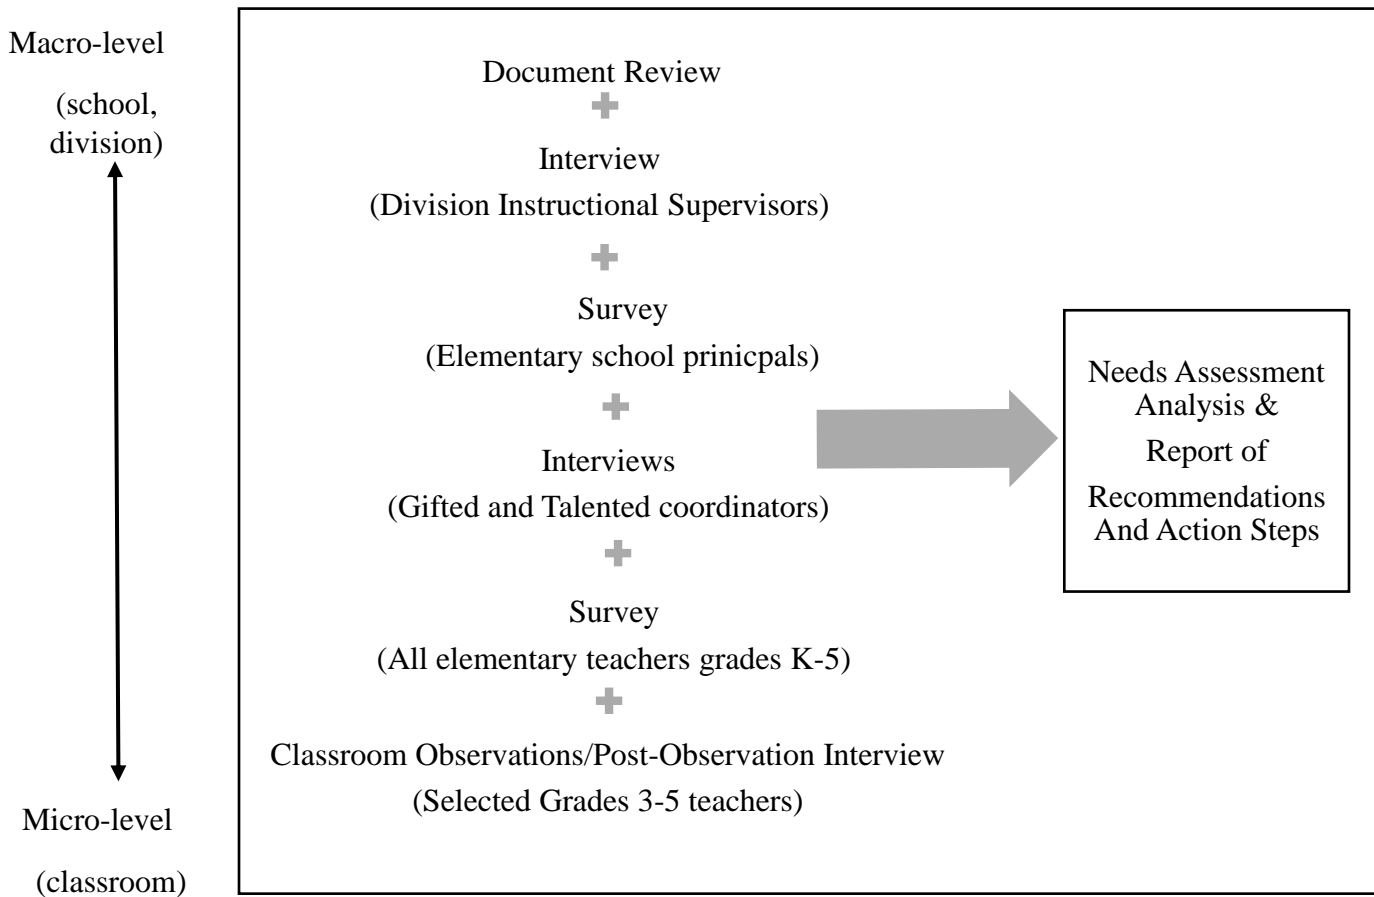 Macro-level
(school,
division)
Document Review
Interview
(Division Instructional Supervisors)
Survey
(Elementary school prinicpals)
Interviews
(Gifted and Talented coordinators)
Survey
(All elementary teachers grades K-5)
Classroom Observations/Post-Observation Interview
(Selected Grades 3-5 teachers)
Needs Assessment
Analysis &
Report of
Recommendations
And Action Steps
Micro-level
(classroom)